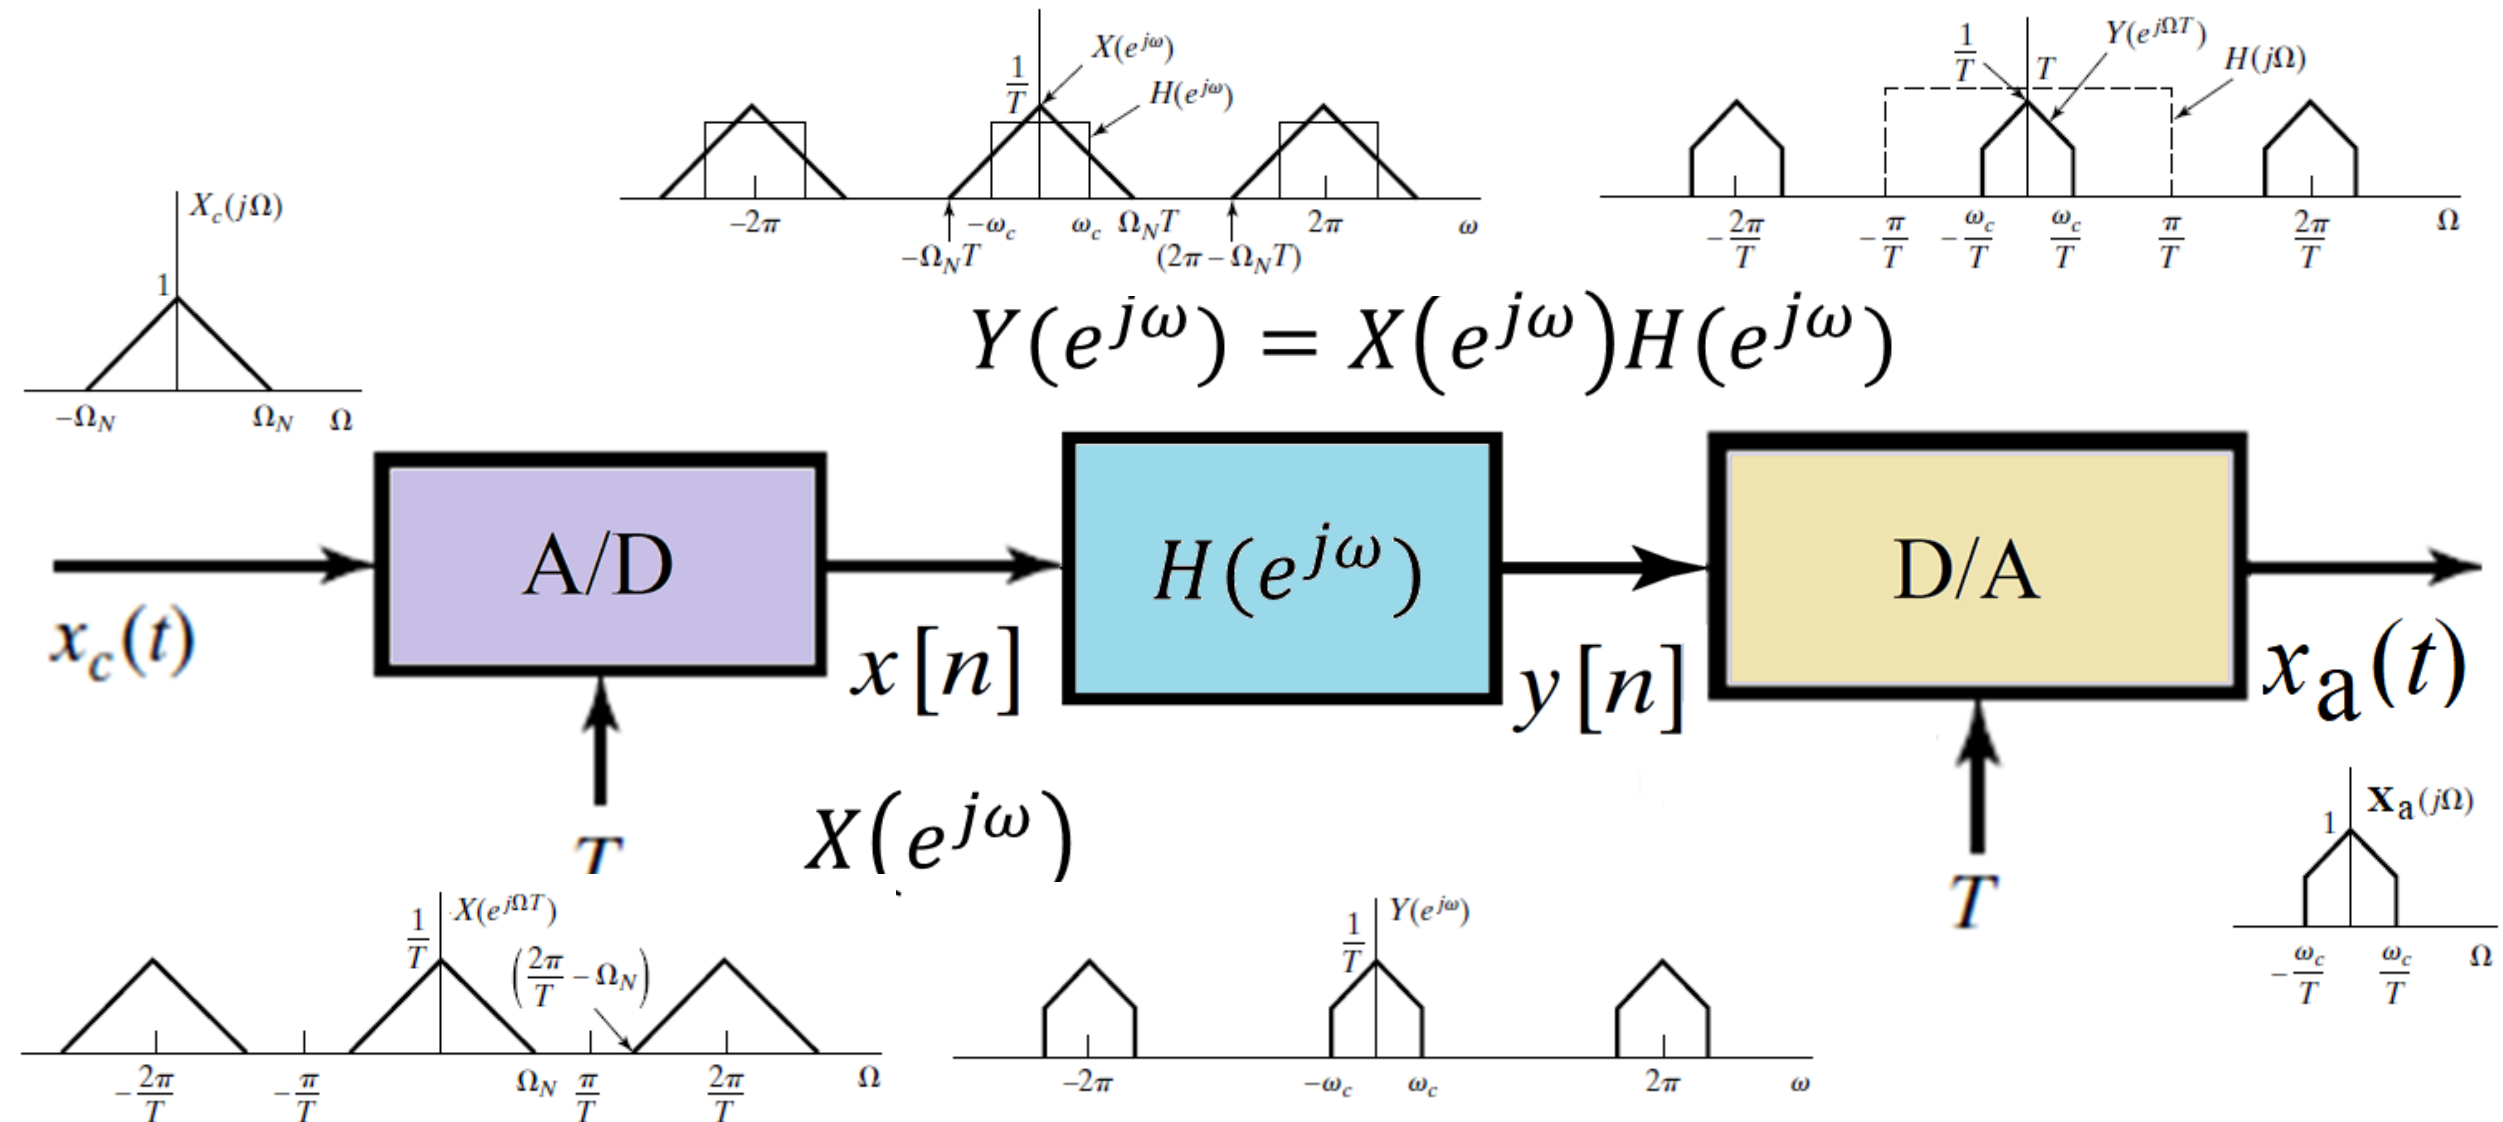 X_c(jΩ)
1
−Ω_N Ω_N Ω
1/T
X(e^{jω})
H(e^{jω})
−2π −ω_c ω_c Ω_N T 2π ω
−Ω_N T (2π − Ω_N T)
1/T T
Y(e^{jΩT})
H(jΩ)
−2π/T −π/T −ω_c/T ω_c/T π/T 2π/T Ω
Y(e^{jω}) = X(e^{jω})H(e^{jω})
x_c(t)
A/D
T
x[n]
X(e^{jω})
H(e^{jω})
y[n]
D/A
T
x_a(t)
1/T X(e^{jΩT})
(2π/T − Ω_N)
−2π/T −π/T Ω_N π/T 2π/T Ω
1/T Y(e^{jω})
−2π −ω_c ω_c 2π ω
X_a(jΩ)
1
−ω_c/T ω_c/T Ω